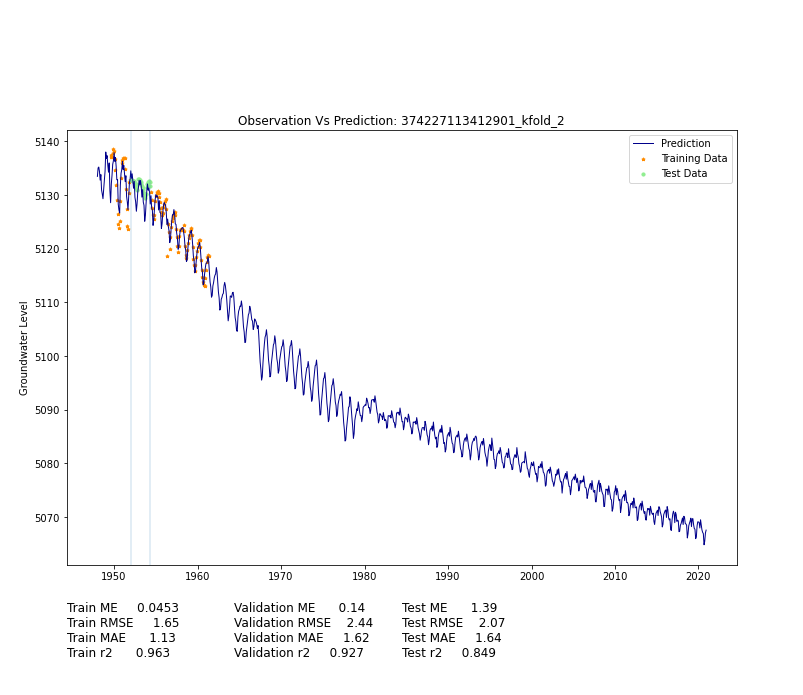 Observation Vs Prediction: 374227113412901_kfold_2
Prediction
Training Data
Test Data
Groundwater Level
5140
5130
5120
5110
5100
5090
5080
5070
1950 1960 1970 1980 1990 2000 2010 2020
Train ME 0.0453 Validation ME 0.14 Test ME 1.39
Train RMSE 1.65 Validation RMSE 2.44 Test RMSE 2.07
Train MAE 1.13 Validation MAE 1.62 Test MAE 1.64
Train r2 0.963 Validation r2 0.927 Test r2 0.849